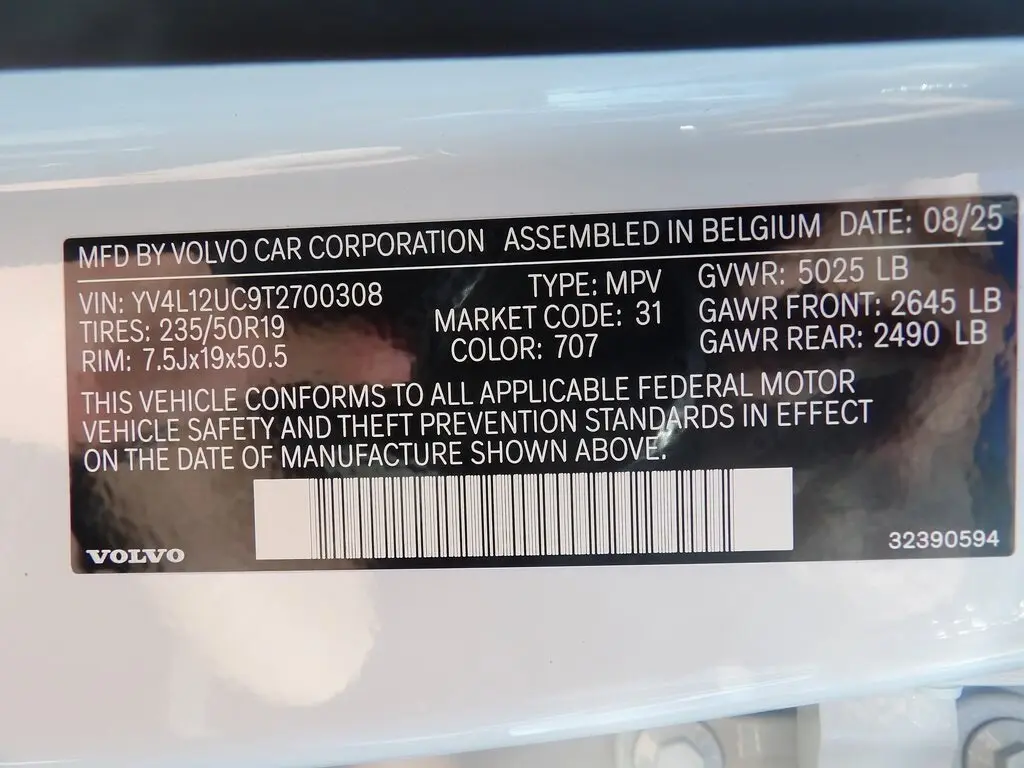 MFD BY VOLVO CAR CORPORATION ASSEMBLED IN BELGIUM DATE: 08/25
VIN: YV4L12UC9T2700308 TYPE: MPV GVWR: 5025 LB
TIRES: 235/50R19 MARKET CODE: 31 GAWR FRONT: 2645 LB
RIM: 7.5Jx19x50.5 COLOR: 707 GAWR REAR: 2490 LB
THIS VEHICLE CONFORMS TO ALL APPLICABLE FEDERAL MOTOR
VEHICLE SAFETY AND THEFT PREVENTION STANDARDS IN EFFECT
ON THE DATE OF MANUFACTURE SHOWN ABOVE.
VOLVO 32390594